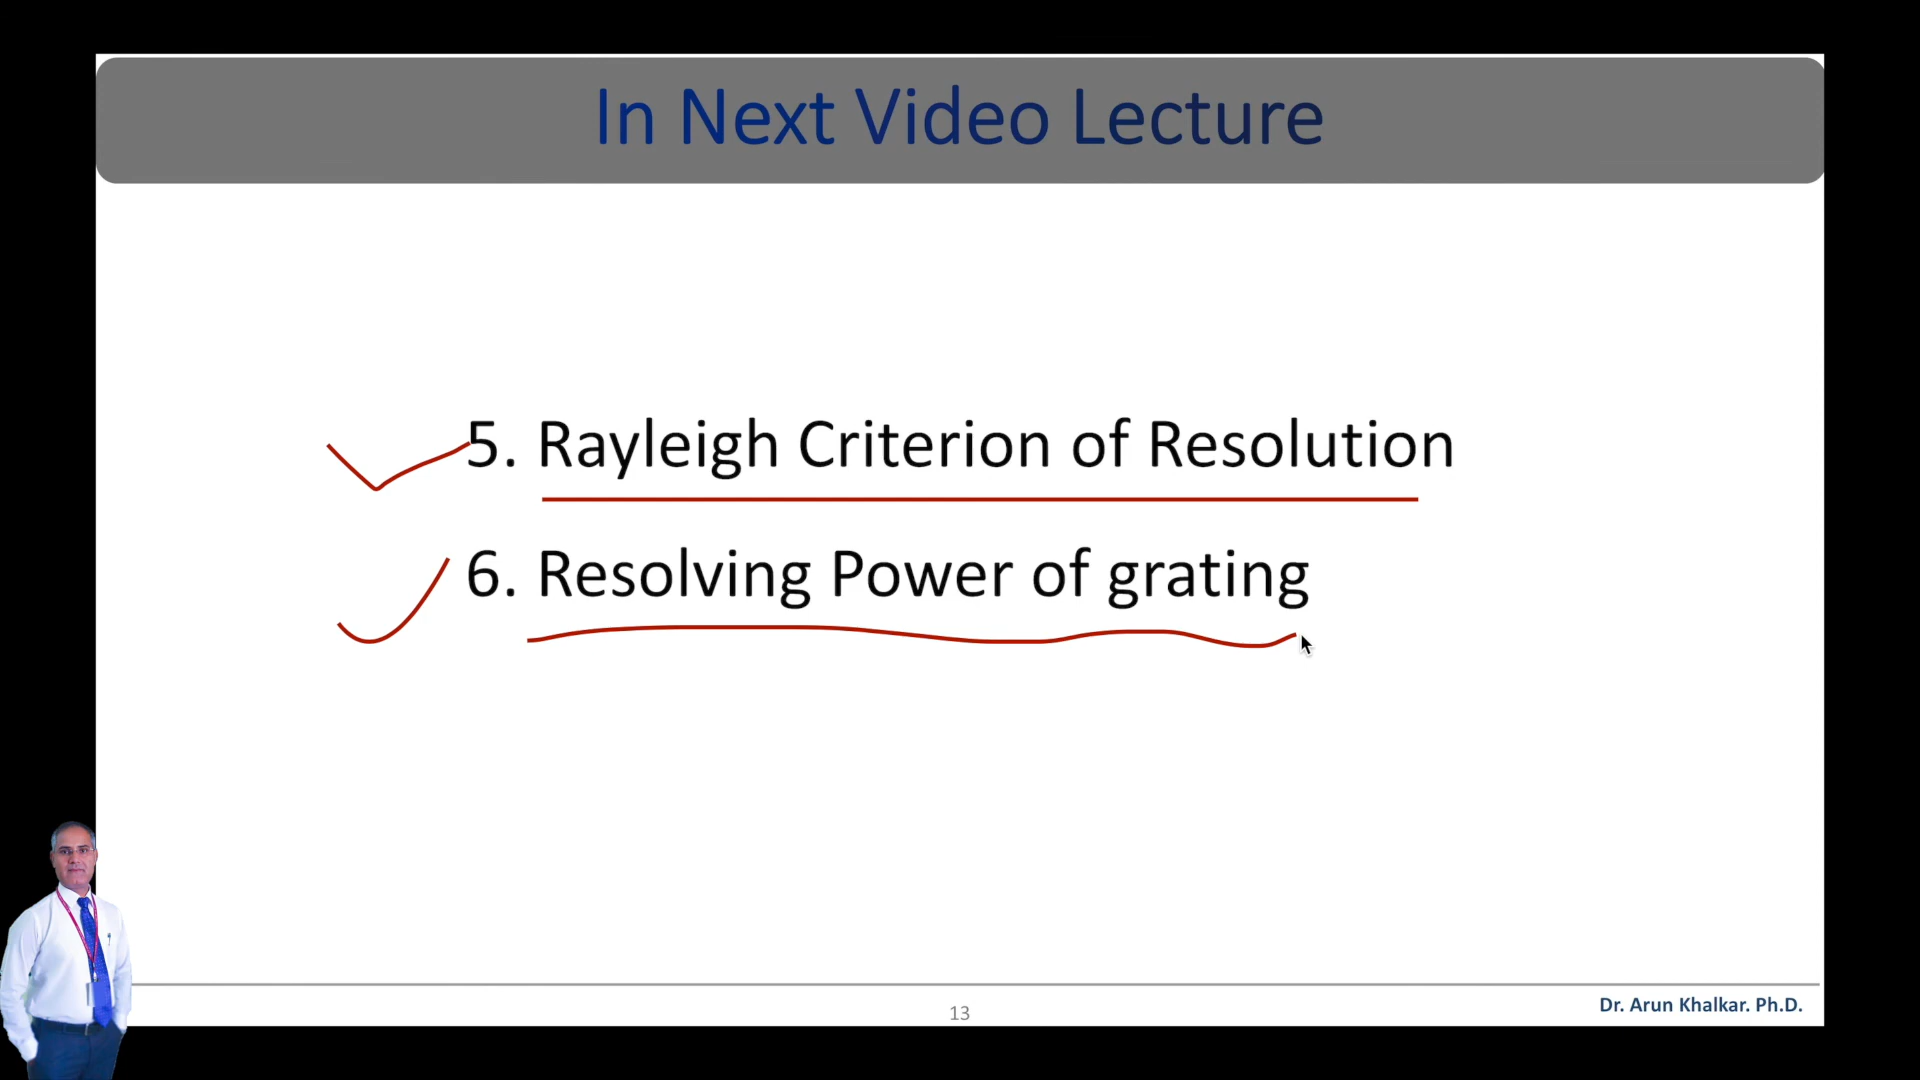 In Next Video Lecture
5. Rayleigh Criterion of Resolution
6. Resolving Power of grating
13
Dr. Arun Khalkar. Ph.D.